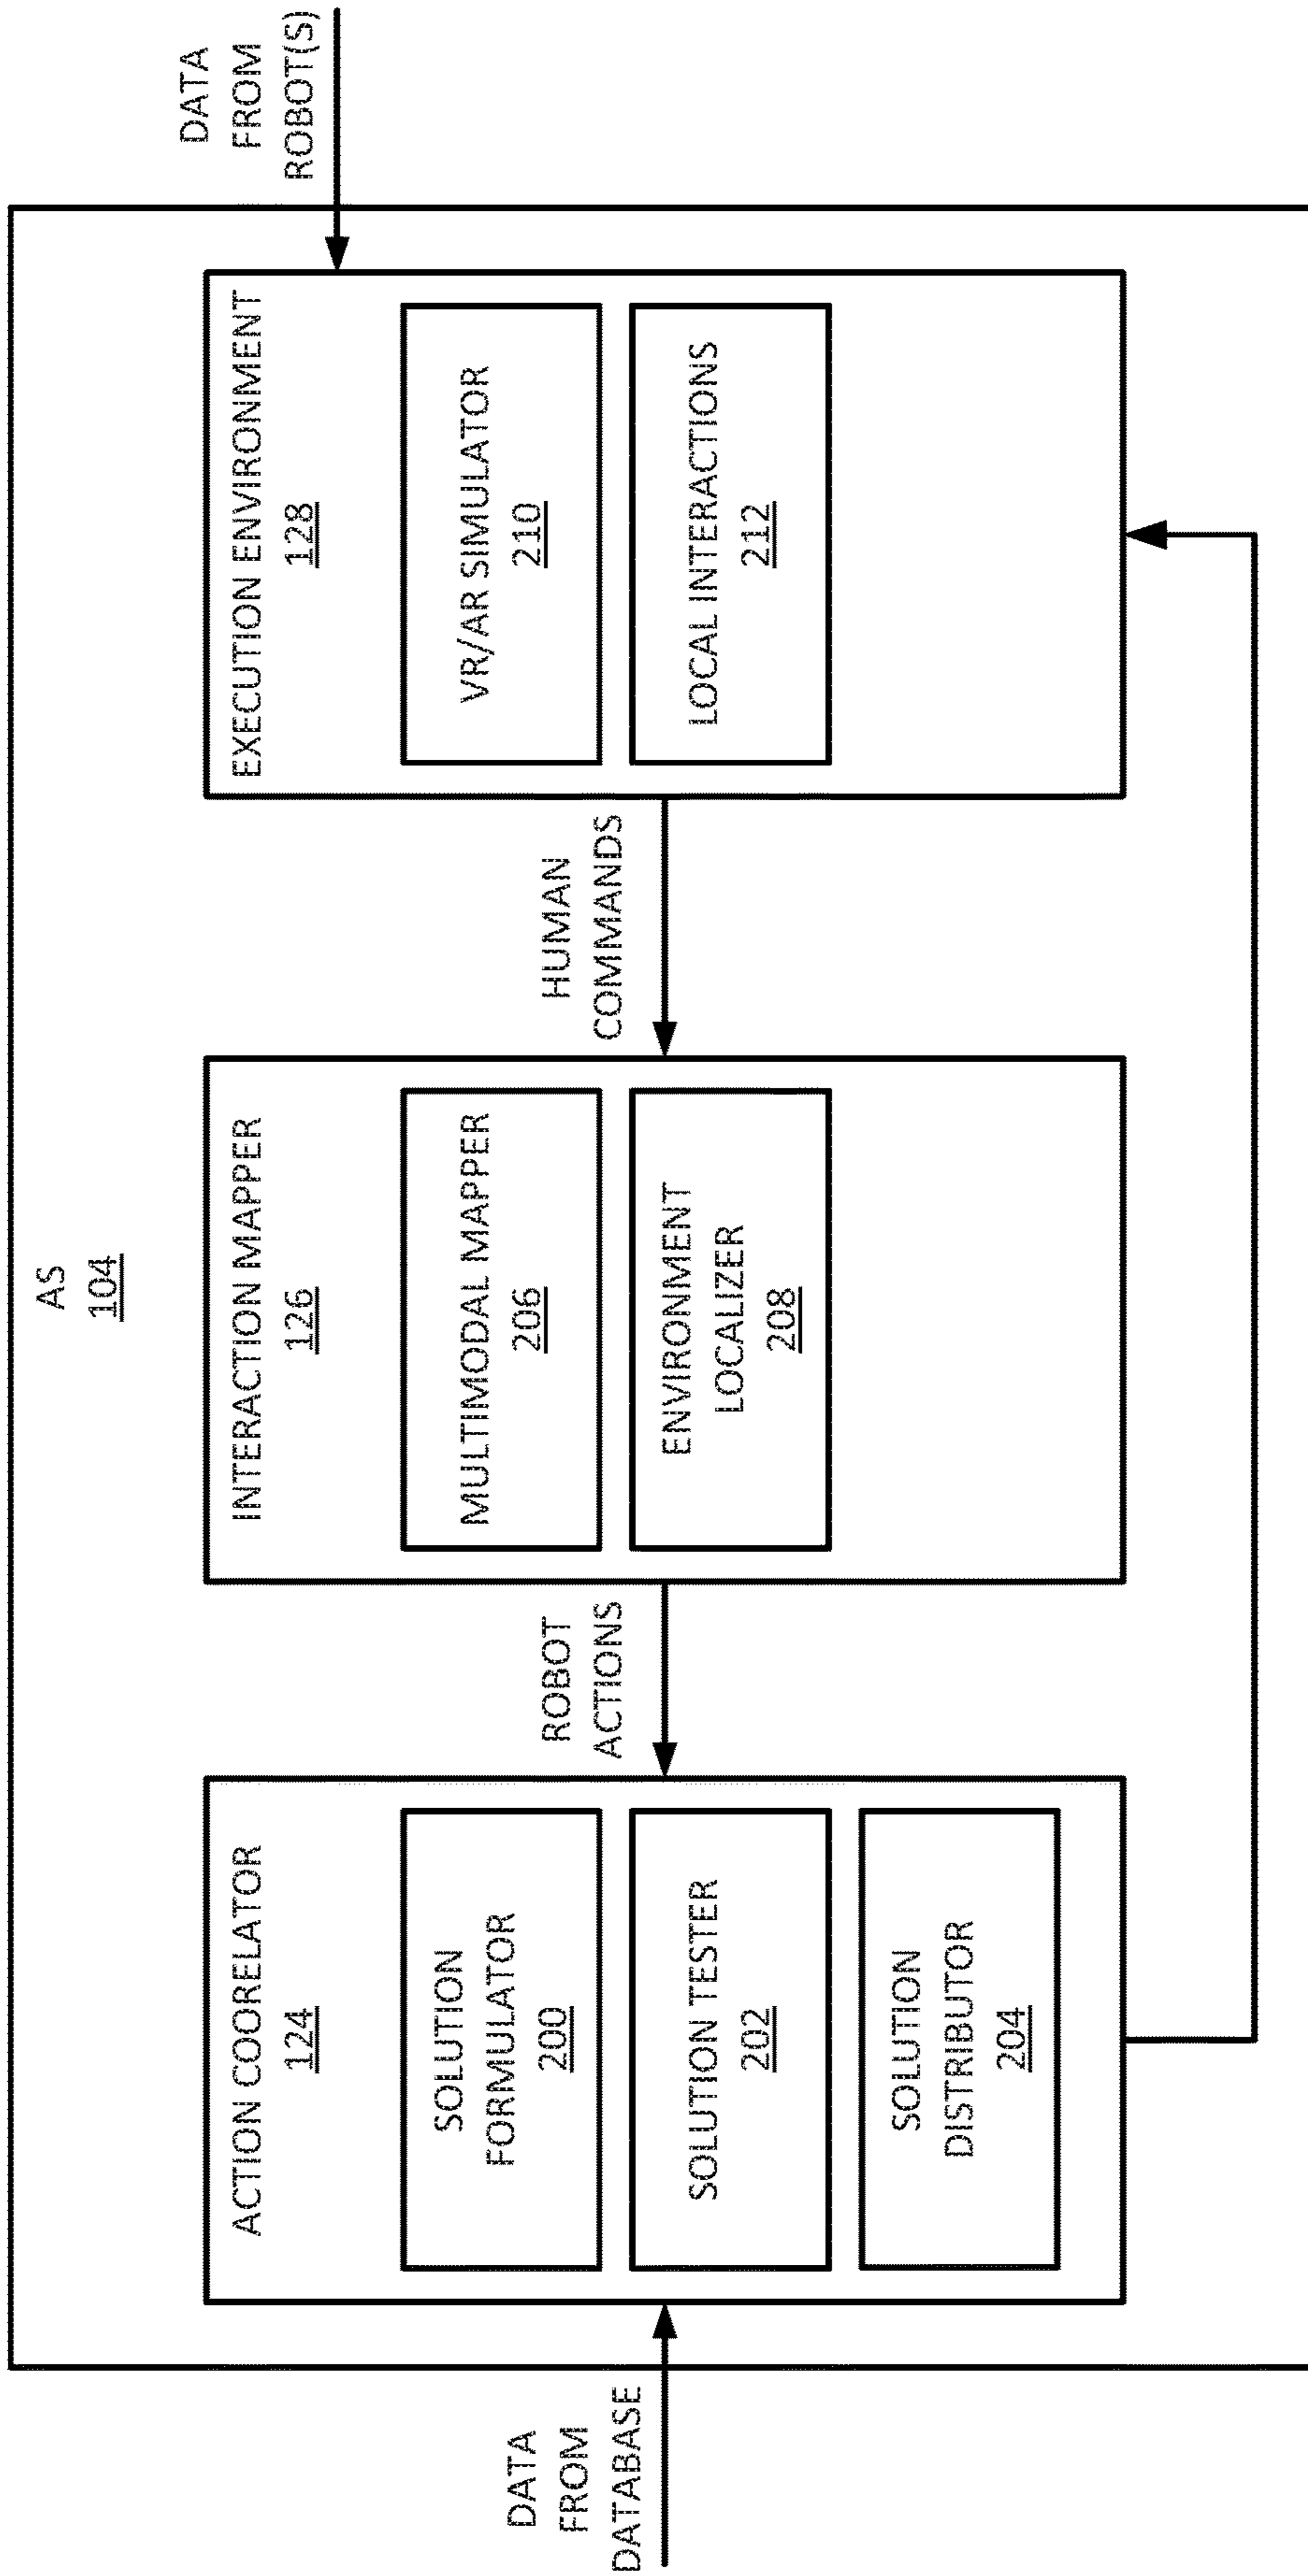 AS
104
DATA
FROM
DATABASE
ACTION COORELATOR
124
SOLUTION
FORMULATOR
200
SOLUTION TESTER
202
SOLUTION
DISTRIBUTOR
204
ROBOT
ACTIONS
INTERACTION MAPPER
126
MULTIMODAL MAPPER
206
ENVIRONMENT
LOCALIZER
208
HUMAN
COMMANDS
EXECUTION ENVIRONMENT
128
VR/AR SIMULATOR
210
LOCAL INTERACTIONS
212
DATA
FROM
ROBOT(S)